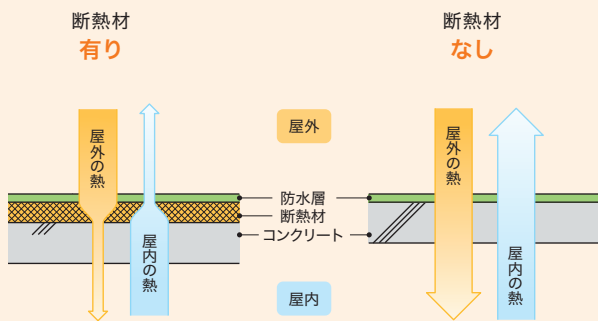 断熱材
有り
断熱材
なし
屋外の熱
屋内の熱
屋外
防水層
断熱材
コンクリート
屋内
屋外の熱
屋内の熱